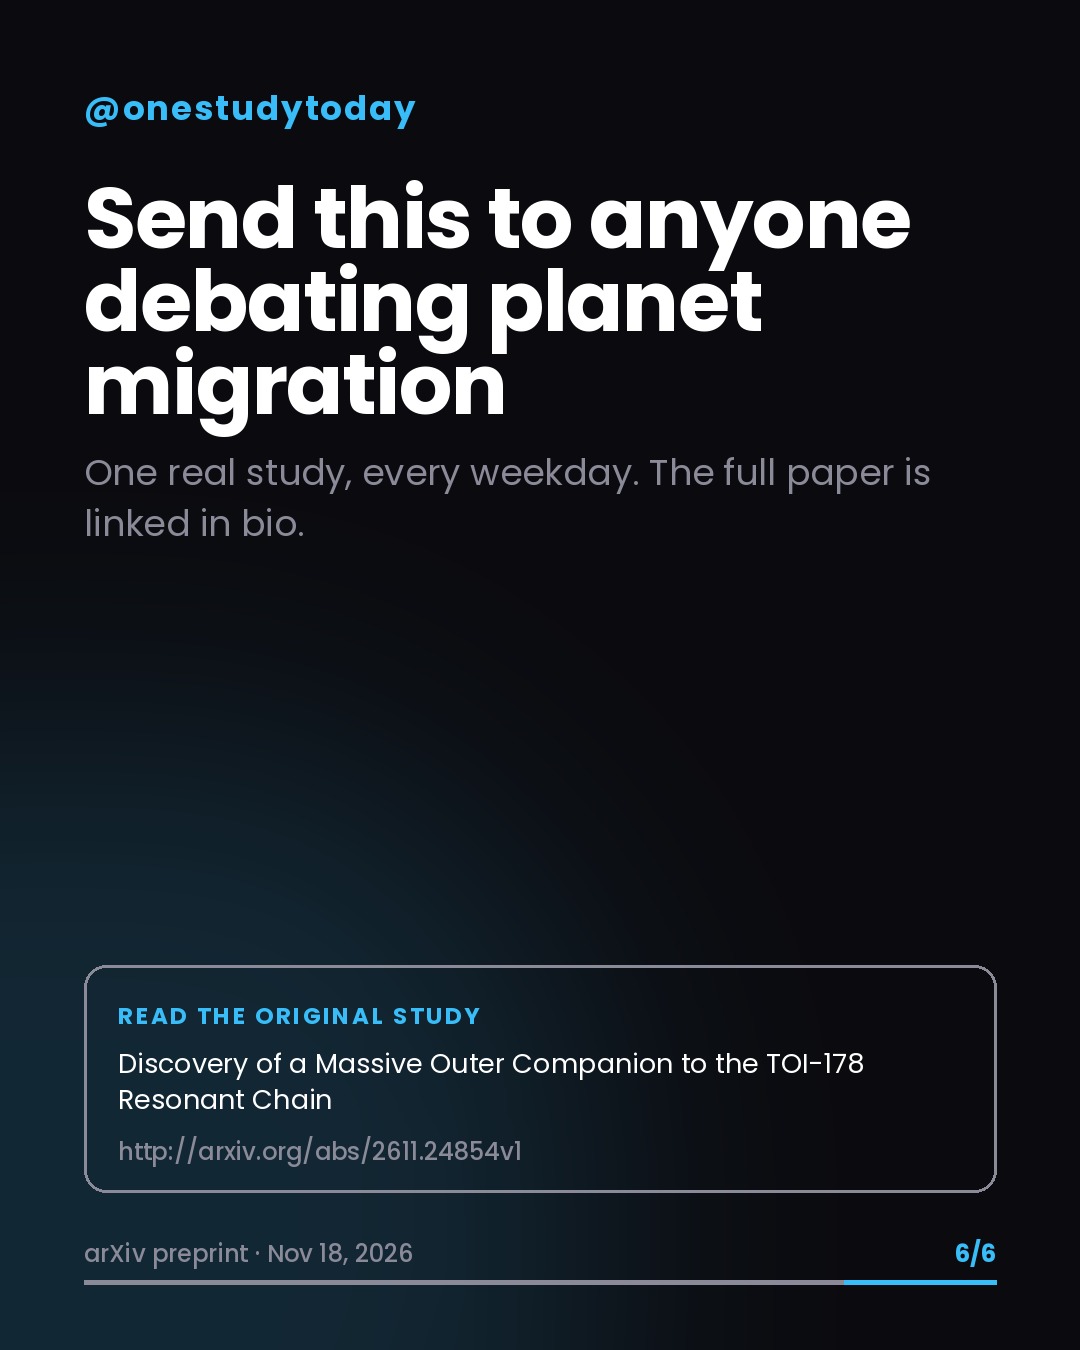 @onestudytoday
Send this to anyone
debating planet
migration
One real study, every weekday. The full paper is
linked in bio.
READ THE ORIGINAL STUDY
Discovery of a Massive Outer Companion to the TOI-178
Resonant Chain
http://arxiv.org/abs/2611.24854v1
arXiv preprint · Nov 18, 2026
6/6